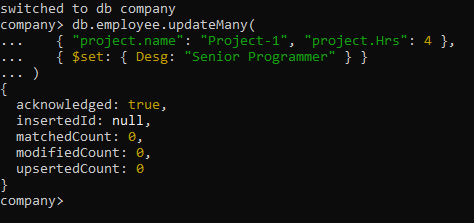 switched to db company
company> db.employee.updateMany(
...     { "project.name": "Project-1", "project.Hrs": 4 },
...     { $set: { Desg: "Senior Programmer" } }
... )
{
  acknowledged: true,
  insertedId: null,
  matchedCount: 0,
  modifiedCount: 0,
  upsertedCount: 0
}
company>